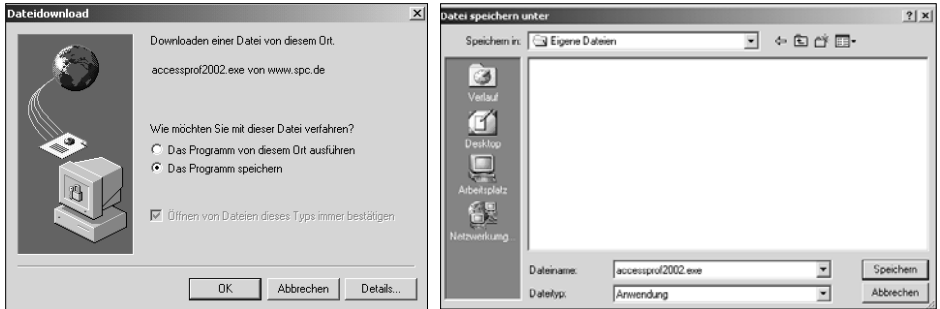 Dateidownload
Downloaden einer Datei von diesem Ort.
accessprof2002.exe von www.spc.de
Wie möchten Sie mit dieser Datei verfahren?
Das Programm von diesem Ort ausführen
Das Programm speichern
Öffnen von Dateien dieses Typs immer bestätigen
OK Abbrechen Details...
Datei speichern unter
Speichern in: Eigene Dateien
Verlauf
Desktop
Arbeitsplatz
Netzwerkumg...
Dateiname: accessprof2002.exe Speichern
Dateityp: Anwendung Abbrechen